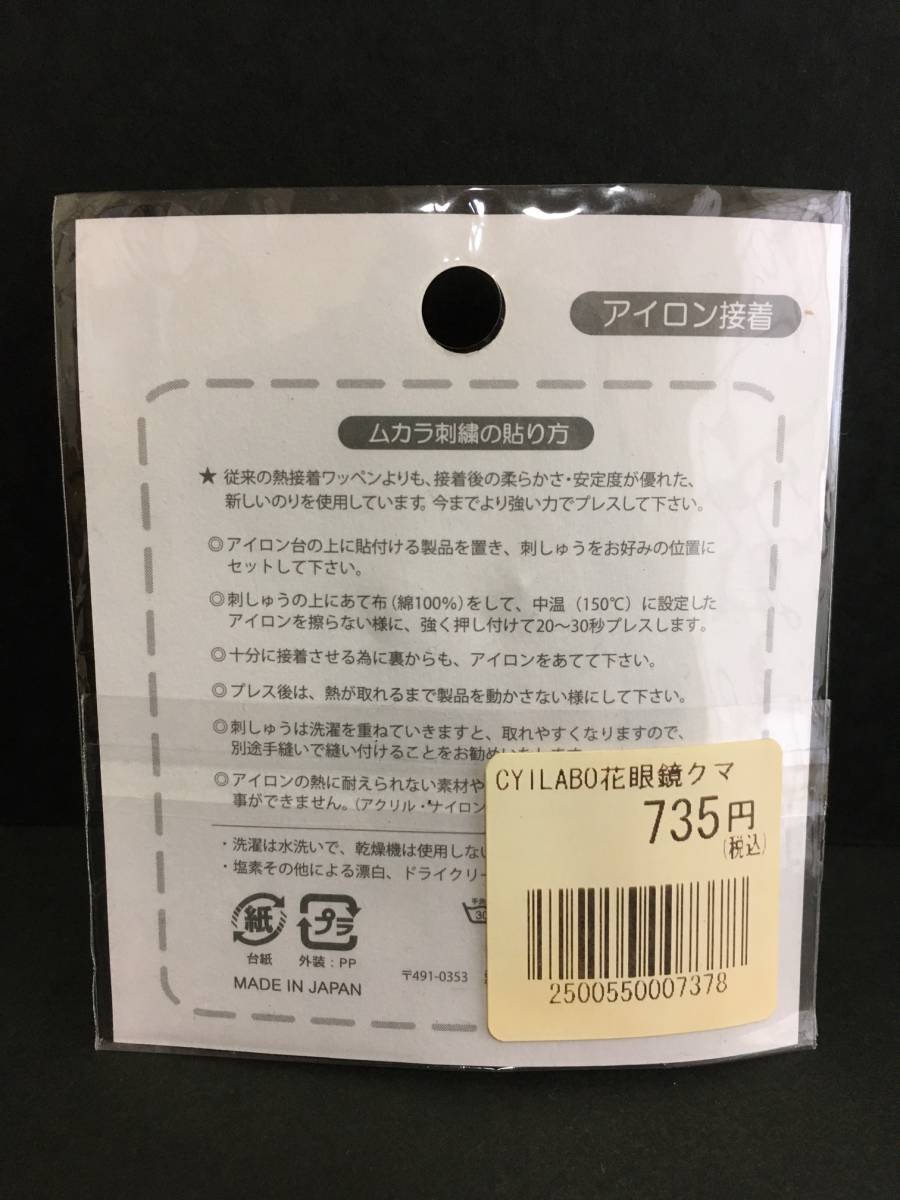 アイロン接着
ムカラ刺繍の貼り方
★ 従来の熱接着ワッペンよりも、接着後の柔らかさ・安定度が優れた、
新しいのりを使用しています。今までより強い力でプレスして下さい。
◎アイロン台の上に貼付ける製品を置き、刺しゅうをお好みの位置に
セットして下さい。
◎刺しゅうの上にあて布（綿100%）をして、中温（150℃）に設定した
アイロンを擦らない様に、強く押し付けて20〜30秒プレスします。
◎十分に接着させる為に裏からも、アイロンをあてて下さい。
◎プレス後は、熱が取れるまで製品を動かさない様にして下さい。
◎刺しゅうは洗濯を重ねていきますと、取れやすくなりますので、
別途手縫いで縫い付けることをお勧めいたします
◎アイロンの熱に耐えられない素材や
事ができません。（アクリル・ナイロン
・洗濯は水洗いで、乾燥機は使用しない
・塩素その他による漂白、ドライクリー
紙
プラ
30
台紙
外装：PP
MADE IN JAPAN
〒491-0353
CYILABO花眼鏡クマ
735円
(税込)
2500550007378